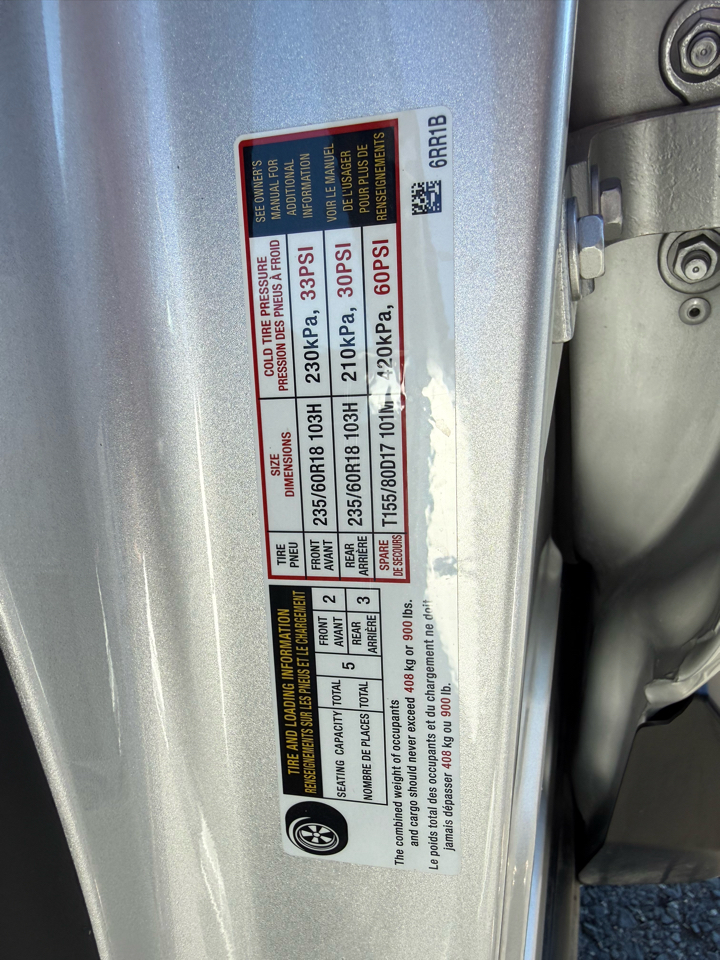 TIRE AND LOADING INFORMATION
RENSEIGNEMENTS SUR LES PNEUS ET LE CHARGEMENT
SEATING CAPACITY
NOMBRE DE PLACES
TOTAL
TOTAL
5
FRONT
AVANT
2
REAR
ARRIÈRE
3
The combined weight of occupants
and cargo should never exceed 408 kg or 900 lbs.
Le poids total des occupants et du chargement ne doit
jamais dépasser 408 kg ou 900 lb.
TIRE
PNEU
SIZE
DIMENSIONS
COLD TIRE PRESSURE
PRESSION DES PNEUS À FROID
FRONT
AVANT
235/60R18 103H
230kPa, 33PSI
REAR
ARRIÈRE
235/60R18 103H
210kPa, 30PSI
SPARE
DE SECOURS
T155/80D17 101M
420kPa, 60PSI
SEE OWNER'S
MANUAL FOR
ADDITIONAL
INFORMATION
VOIR LE MANUEL
DE L'USAGER
POUR PLUS DE
RENSEIGNEMENTS
6RR1B